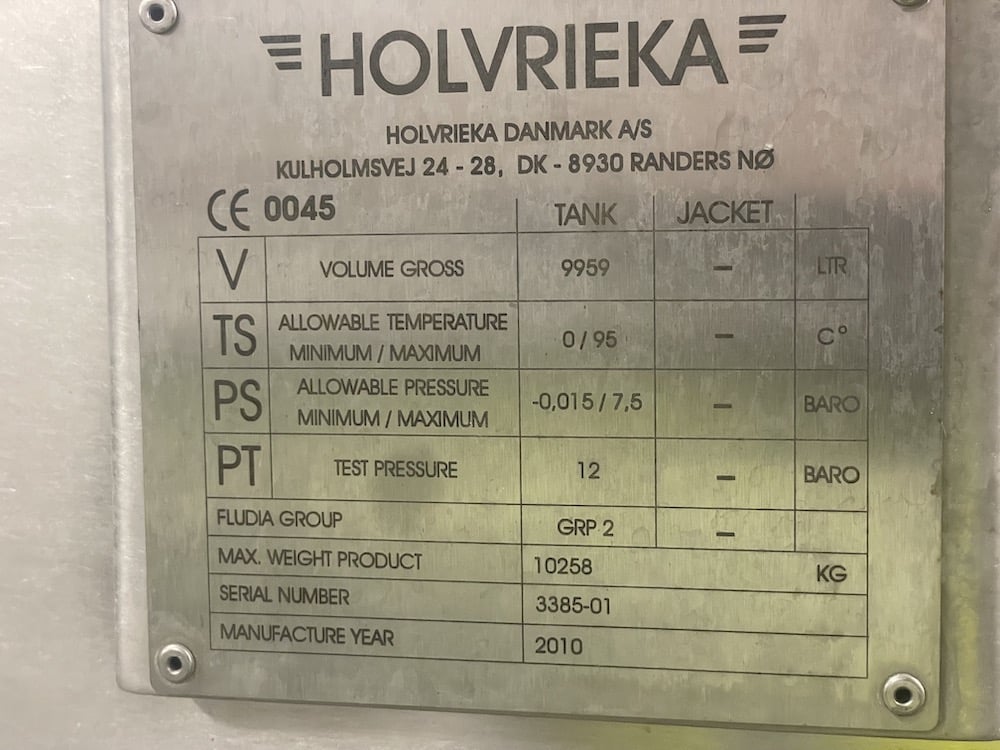 HOLVRIEKA
HOLVRIEKA DANMARK A/S
KULHOLMSVEJ 24 - 28, DK - 8930 RANDERS NØ
CE 0045 TANK JACKET
V VOLUME GROSS 9959 – LTR
TS ALLOWABLE TEMPERATURE MINIMUM / MAXIMUM 0 / 95 – C°
PS ALLOWABLE PRESSURE MINIMUM / MAXIMUM -0,015 / 7,5 – BARO
PT TEST PRESSURE 12 – BARO
FLUDIA GROUP GRP 2 –
MAX. WEIGHT PRODUCT 10258 KG
SERIAL NUMBER 3385-01
MANUFACTURE YEAR 2010